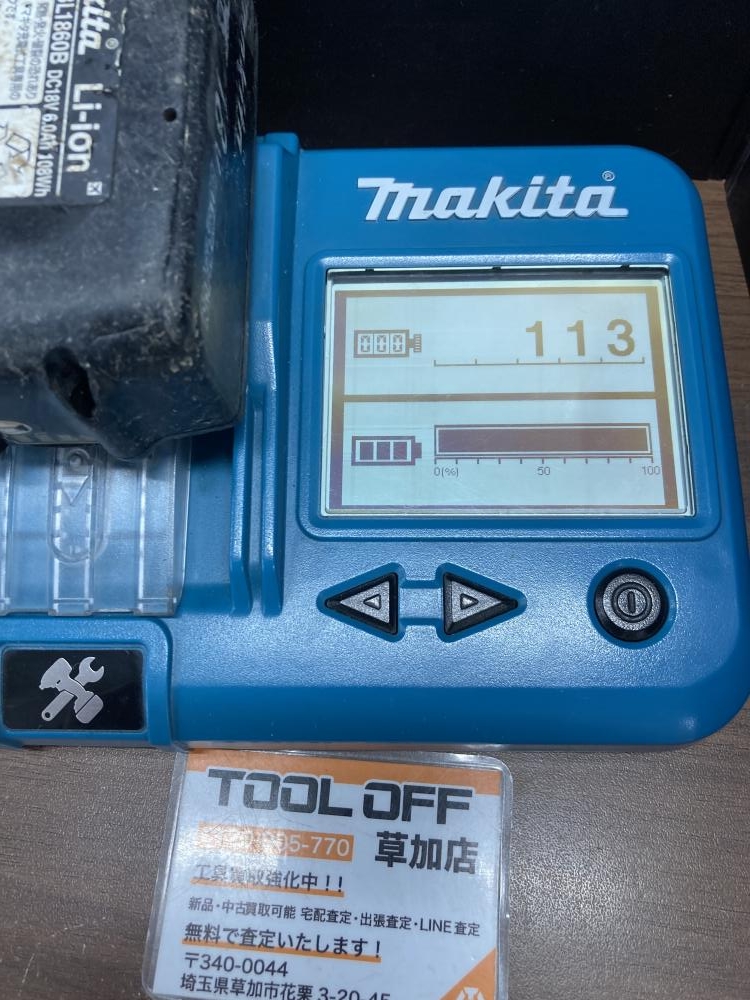 Li-ion
BL1860B DC18V 6.0Ah 108Wh
makita®
000
113
0(%) 50 100
TOOL OFF
草加店
工具買取強化中!!
新品・中古買取可能 宅配査定・出張査定・LINE査定
無料で査定いたします!
〒340-0044
埼玉県草加市花栗3-20-45